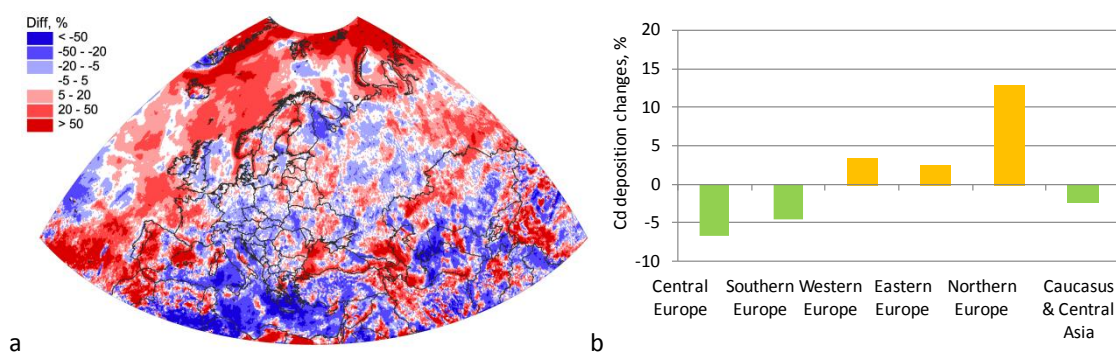 Diff, %
< -50
-50 - -20
-20 - -5
-5 - 5
5 - 20
20 - 50
> 50
a
Cd deposition changes, %
20
15
10
5
0
-5
-10
Central Europe
Southern Europe
Western Europe
Eastern Europe
Northern Europe
Caucasus & Central Asia
b